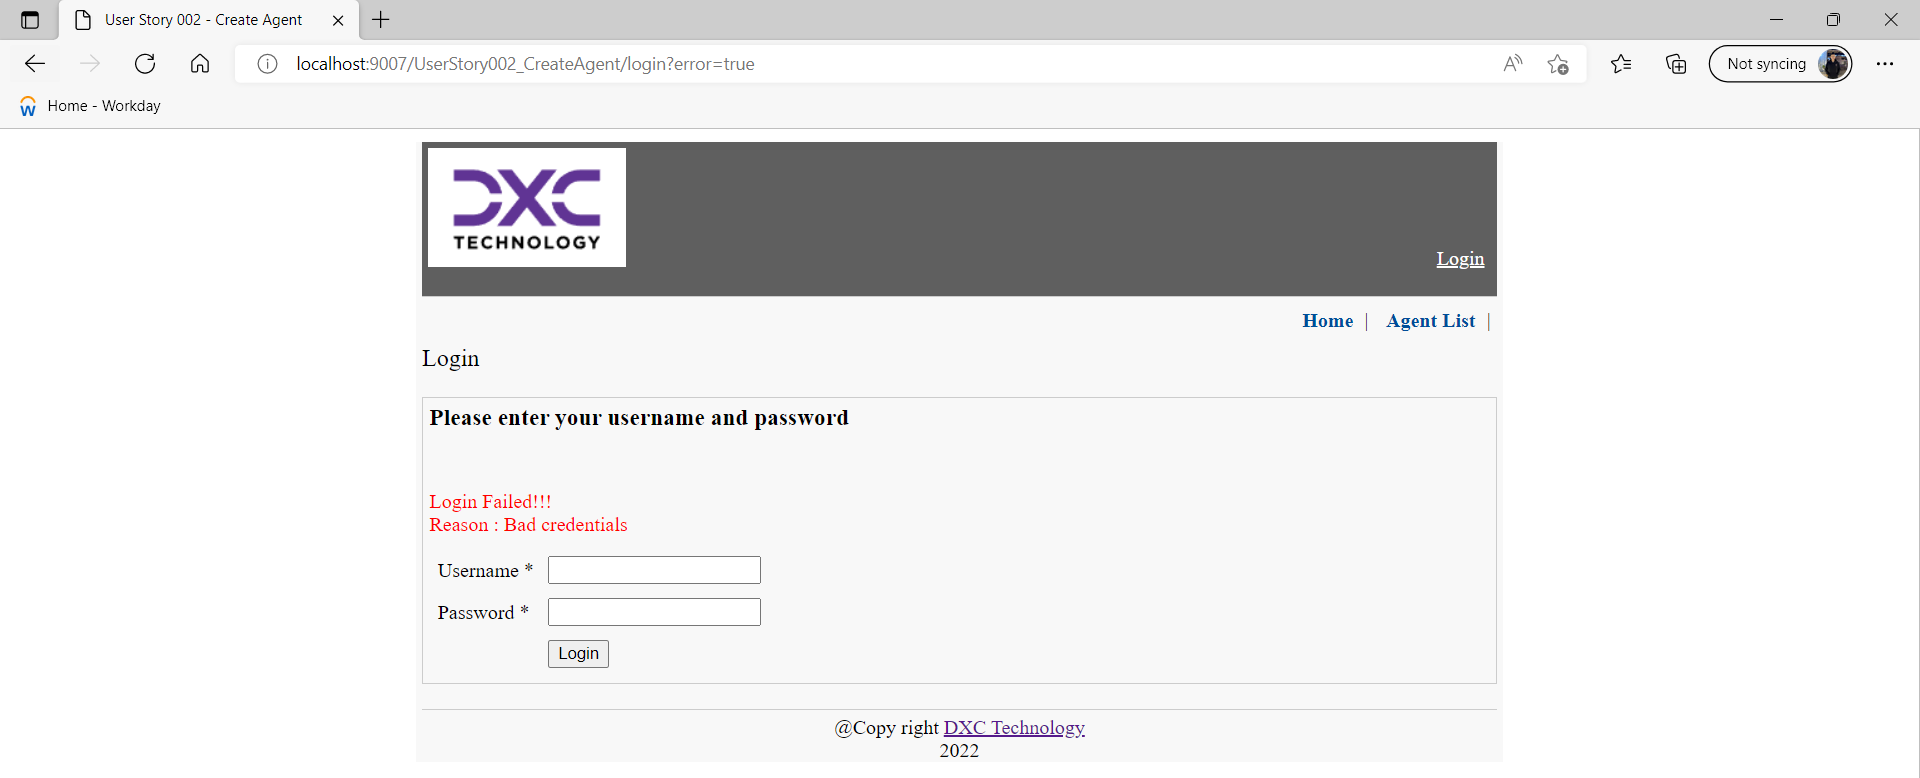 User Story 002 - Create Agent
localhost:9007/UserStory002_CreateAgent/login?error=true
Not syncing
Home - Workday
DXC
TECHNOLOGY
Login
Home | Agent List |
Login
Please enter your username and password
Login Failed!!!
Reason : Bad credentials
Username *
Password *
Login
@Copy right DXC Technology
2022